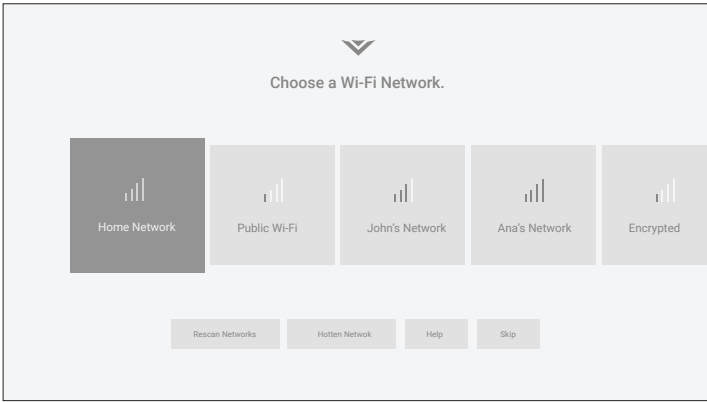 Choose a Wi-Fi Network.
Home Network
Public Wi-Fi
John's Network
Ana's Network
Encrypted
Rescan Networks
Hotten Netwok
Help
Skip